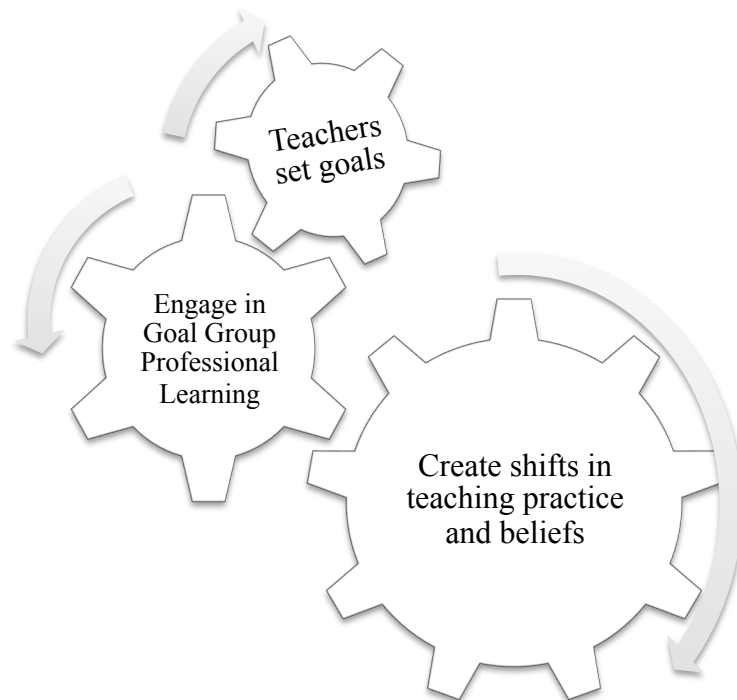 Teachers
set goals
Engage in
Goal Group
Professional
Learning
Create shifts in
teaching practice
and beliefs